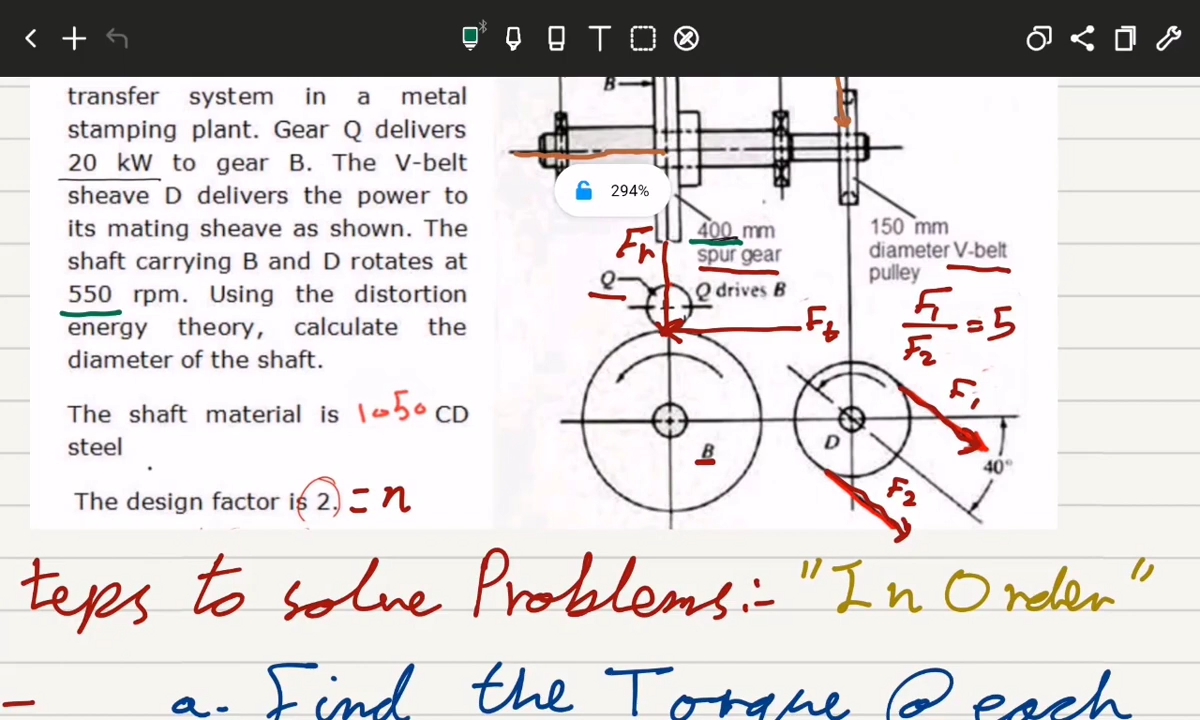 transfer system in a metal
stamping plant. Gear Q delivers
20 kW to gear B. The V-belt
sheave D delivers the power to
its mating sheave as shown. The
shaft carrying B and D rotates at
550 rpm. Using the distortion
energy theory, calculate the
diameter of the shaft.
The shaft material is 1050 CD
steel
The design factor is 2. = n
T
B
294%
400 mm
spur gear
150 mm
diameter V-belt
pulley
Fr
Q
Q drives B
Ft
F1/F2 = 5
F1
B
D
40°
F2
teps to solve Problems:- "In Order"
a. Find the Torque @ each